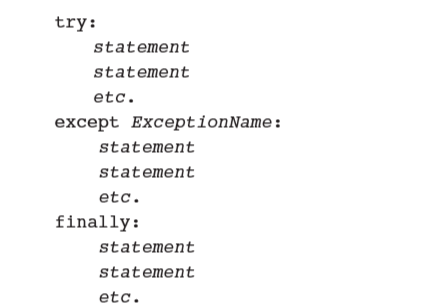 try:
statement
statement
etc.
except ExceptionName:
statement
statement
etc.
finally:
statement
statement
etc.